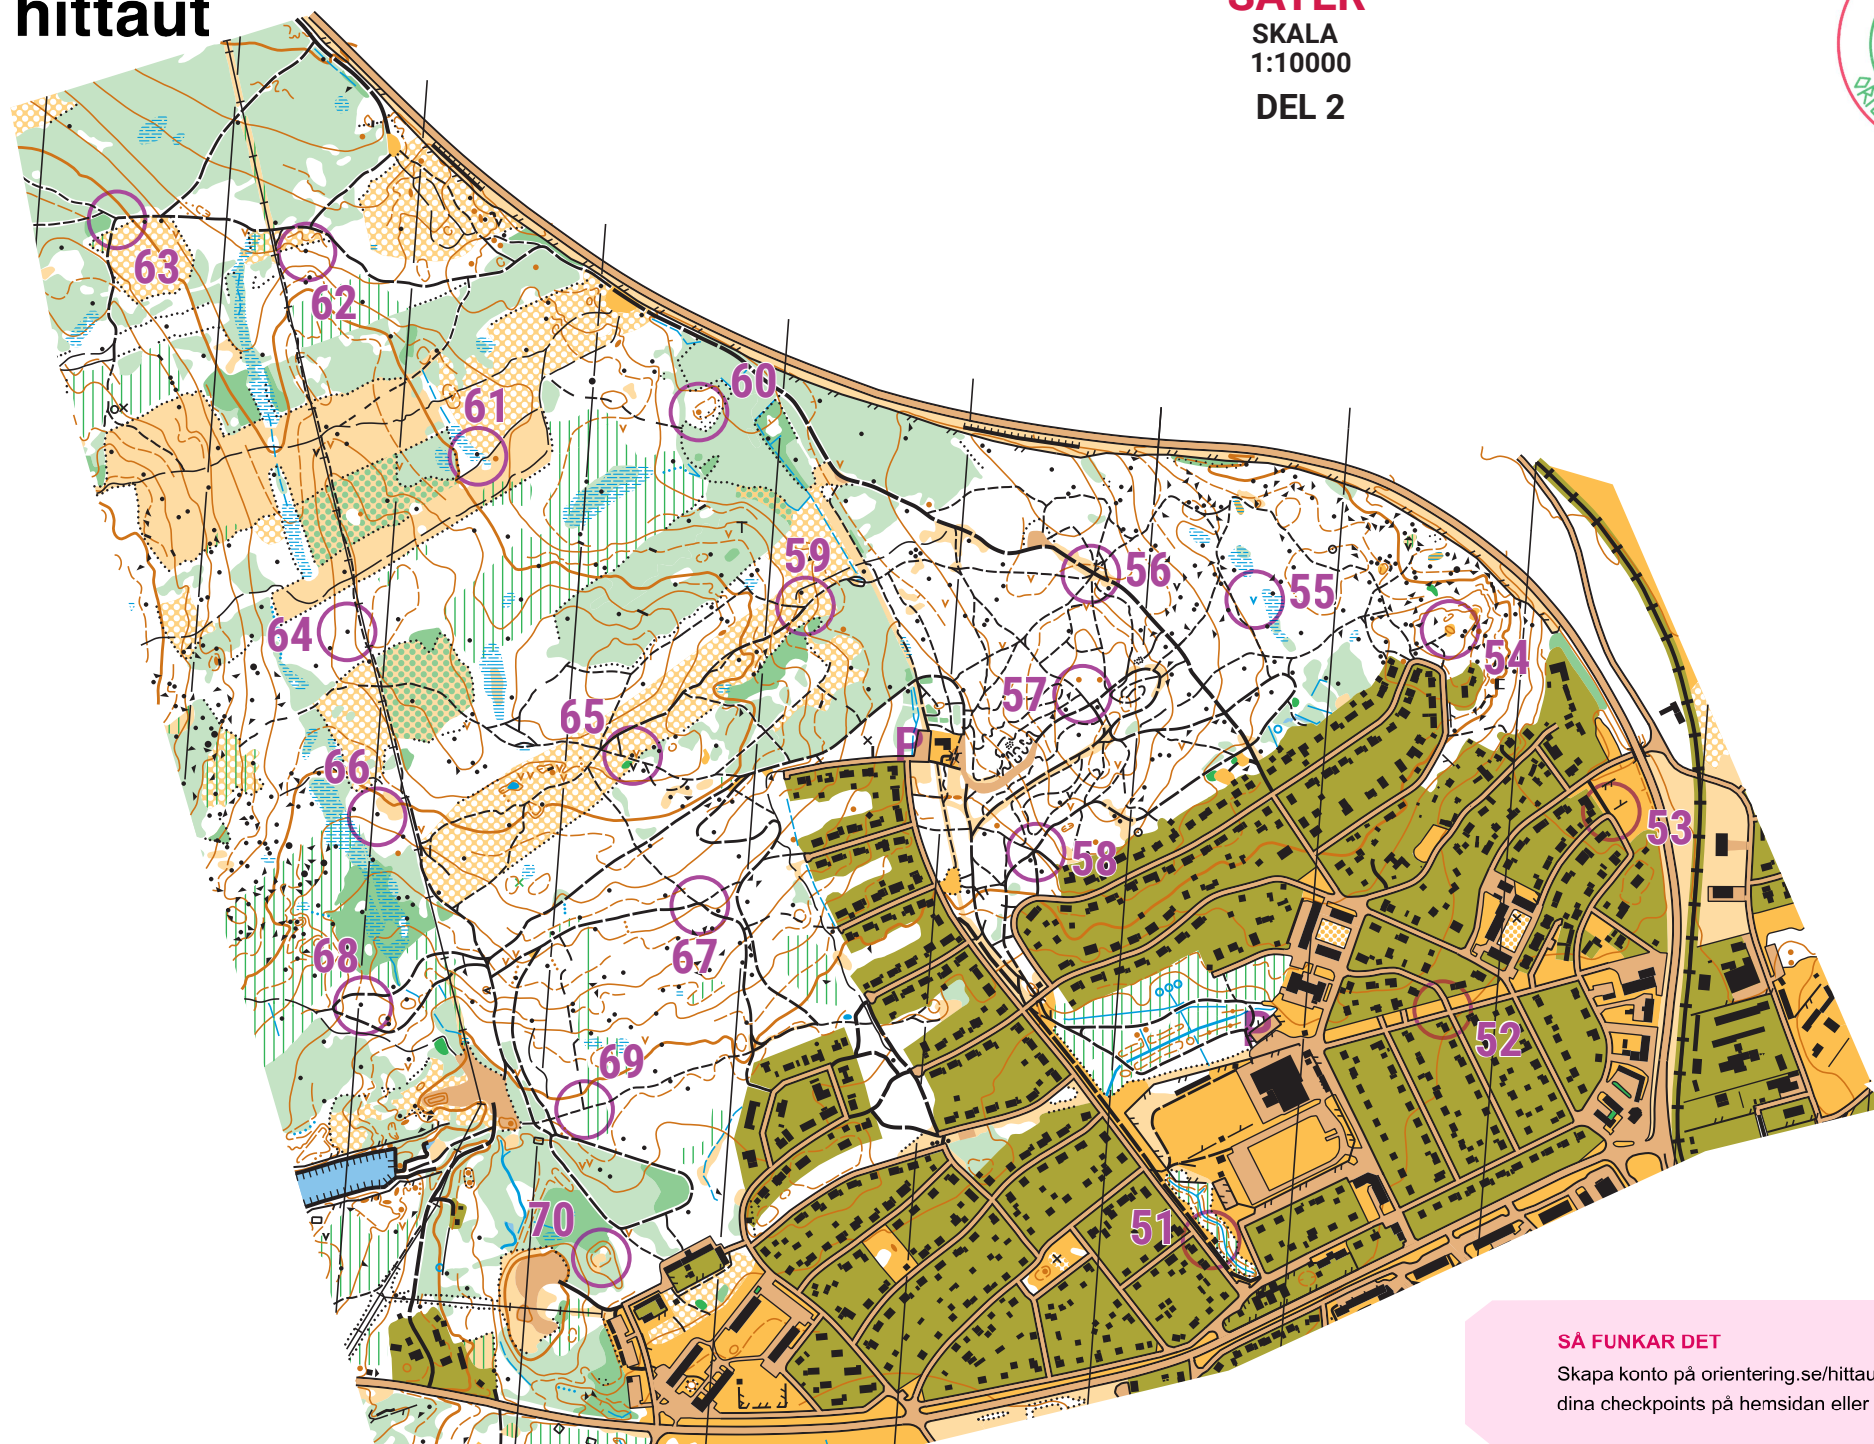 hittaut
SÄTER
SKALA
1:10000
DEL 2
63
62
61
60
59
56
55
54
57
64
65
P
66
58
53
67
68
52
P
69
70
51
SÅ FUNKAR DET
Skapa konto på orientering.se/hittau
dina checkpoints på hemsidan eller